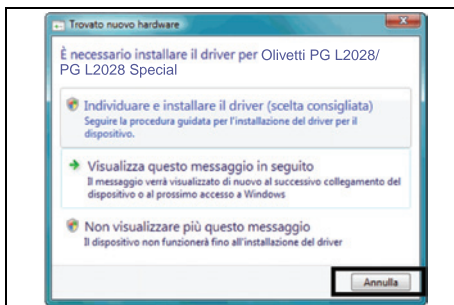 Trovato nuovo hardware
È necessario installare il driver per Olivetti PG L2028/
PG L2028 Special
Individuare e installare il driver (scelta consigliata)
Seguire la procedura guidata per l'installazione del driver per il
dispositivo.
Visualizza questo messaggio in seguito
Il messaggio verrà visualizzato di nuovo al successivo collegamento del
dispositivo o al prossimo accesso a Windows
Non visualizzare più questo messaggio
Il dispositivo non funzionerà fino all'installazione del driver
Annulla